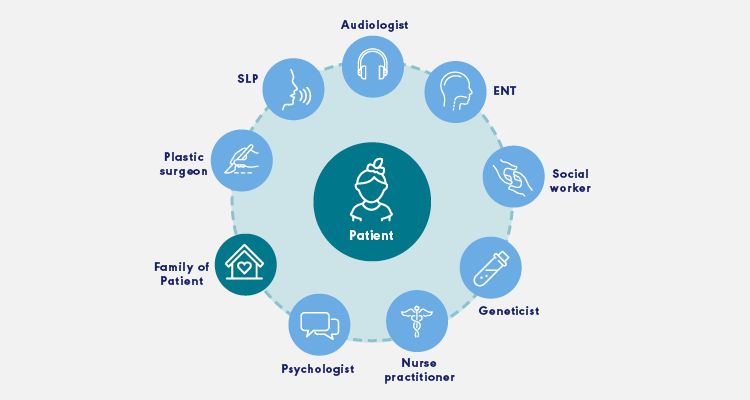 Audiologist
SLP
ENT
Plastic
surgeon
Social
worker
Patient
Family of
Patient
Geneticist
Psychologist
Nurse
practitioner